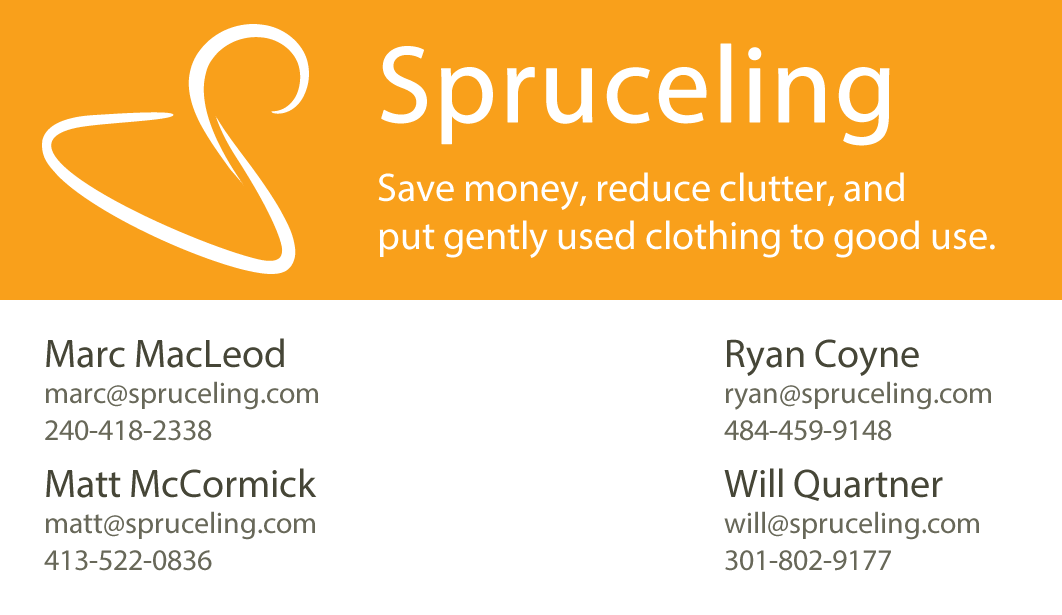 Spruceling
Save money, reduce clutter, and
put gently used clothing to good use.
Marc MacLeod
marc@spruceling.com
240-418-2338
Matt McCormick
matt@spruceling.com
413-522-0836
Ryan Coyne
ryan@spruceling.com
484-459-9148
Will Quartner
will@spruceling.com
301-802-9177